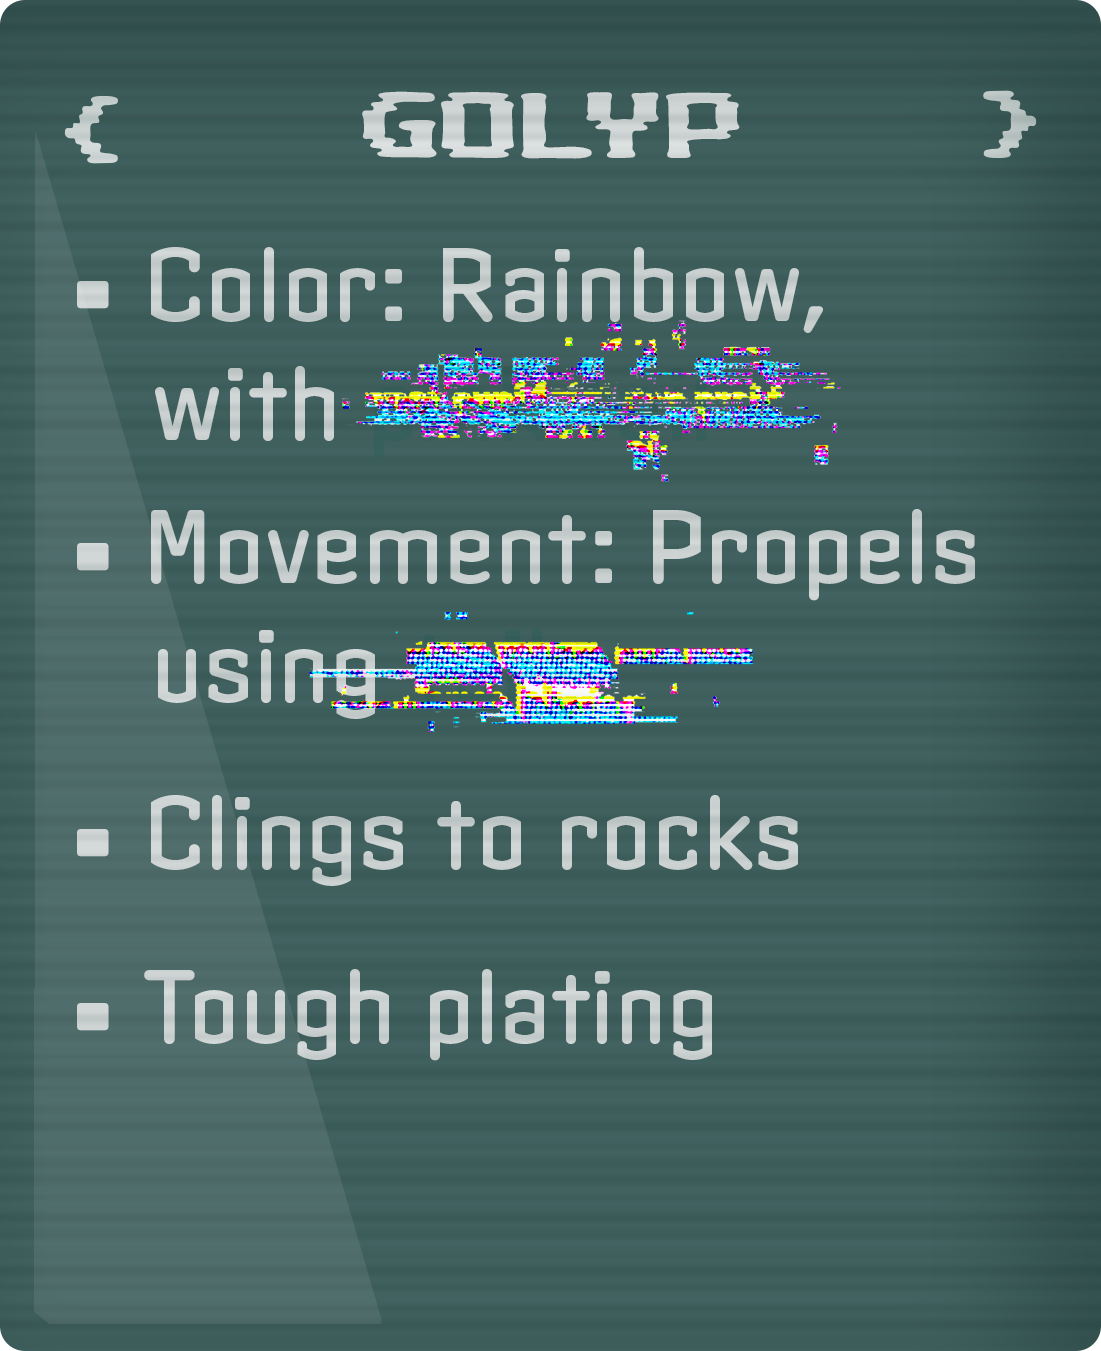 GOLYP
Color: Rainbow,
with
Movement: Propels
using
Clings to rocks
Tough plating